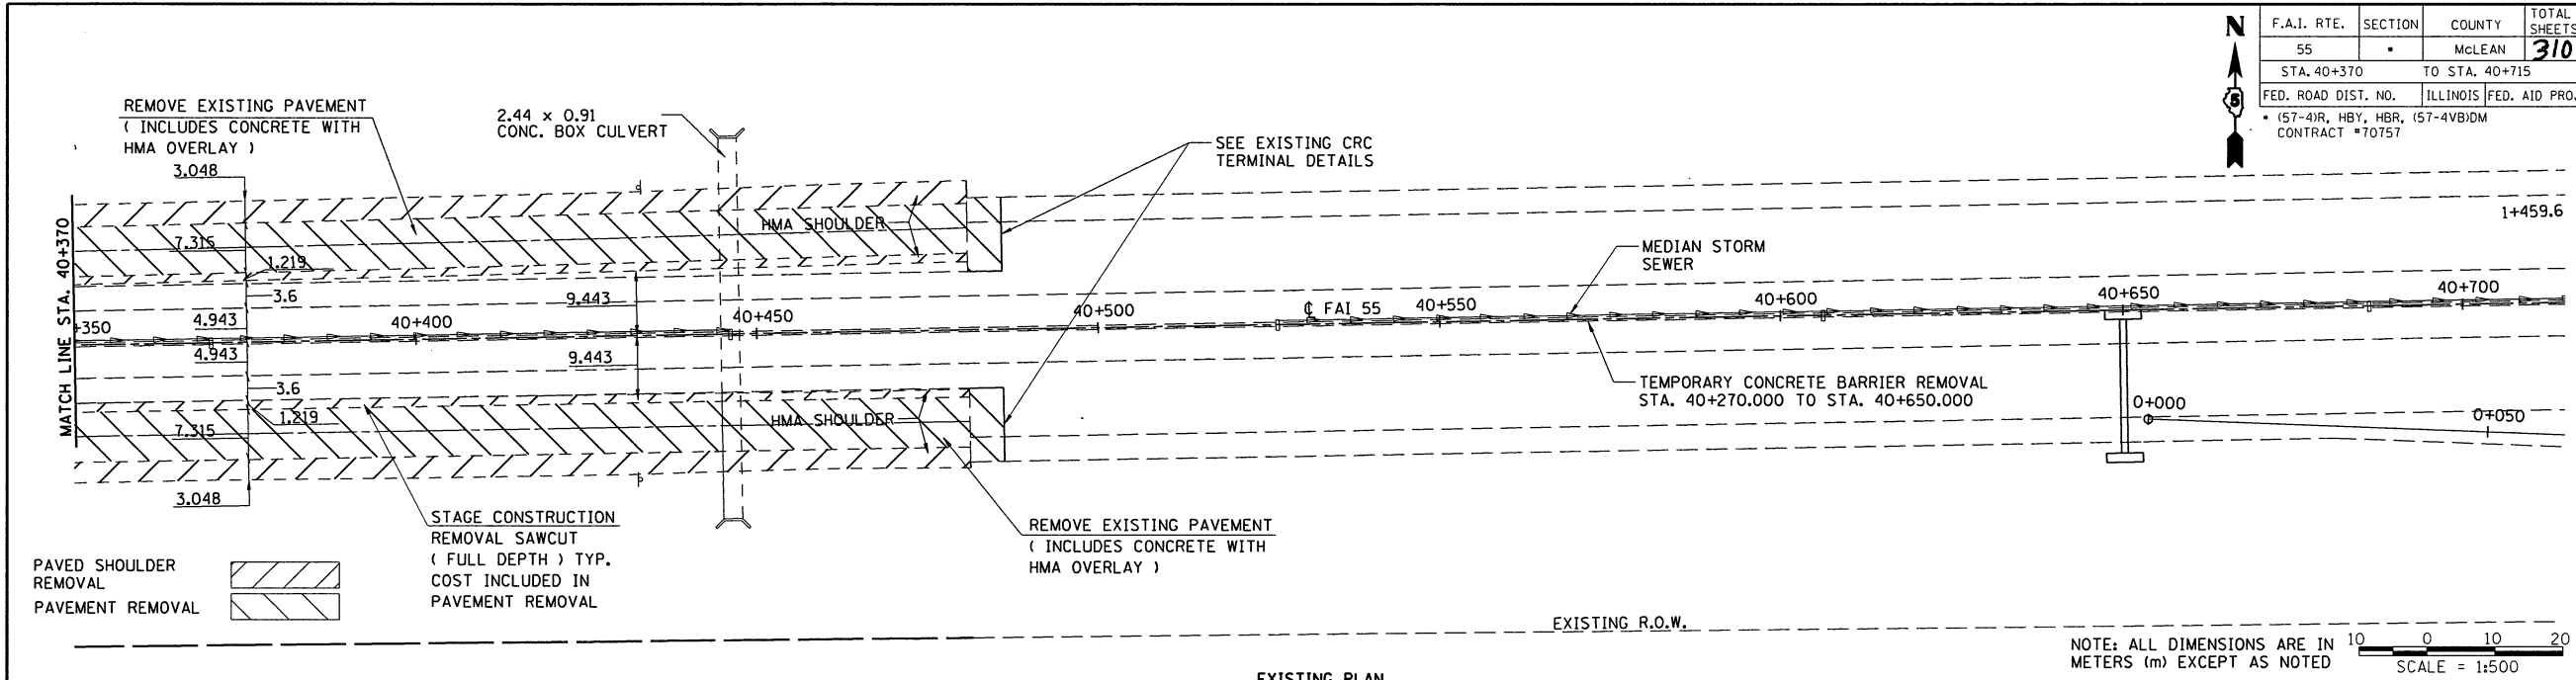 F.A.I. RTE. SECTION COUNTY TOTAL SHEETS
55 • McLEAN 310
STA. 40+370 TO STA. 40+715
FED. ROAD DIST. NO. ILLINOIS FED. AID PROJ.
• (57-4)R, HBY, HBR, (57-4VB)DM
CONTRACT #70757
N
5
REMOVE EXISTING PAVEMENT
( INCLUDES CONCRETE WITH
HMA OVERLAY )
2.44 x 0.91
CONC. BOX CULVERT
SEE EXISTING CRC
TERMINAL DETAILS
3.048
7.315
1.219
3.6
4.943
4.943
3.6
1.219
7.315
3.048
HMA SHOULDER
9.443
9.443
HMA SHOULDER
MATCH LINE STA. 40+370
+350
40+400
40+450
40+500
℄ FAI 55
40+550
40+600
40+650
40+700
1+459.6
MEDIAN STORM
SEWER
TEMPORARY CONCRETE BARRIER REMOVAL
STA. 40+270.000 TO STA. 40+650.000
0+000
0+050
STAGE CONSTRUCTION
REMOVAL SAWCUT
( FULL DEPTH ) TYP.
COST INCLUDED IN
PAVEMENT REMOVAL
REMOVE EXISTING PAVEMENT
( INCLUDES CONCRETE WITH
HMA OVERLAY )
PAVED SHOULDER
REMOVAL
PAVEMENT REMOVAL
EXISTING R.O.W.
NOTE: ALL DIMENSIONS ARE IN
METERS (m) EXCEPT AS NOTED
10 0 10 20
SCALE = 1:500
EXISTING PLAN